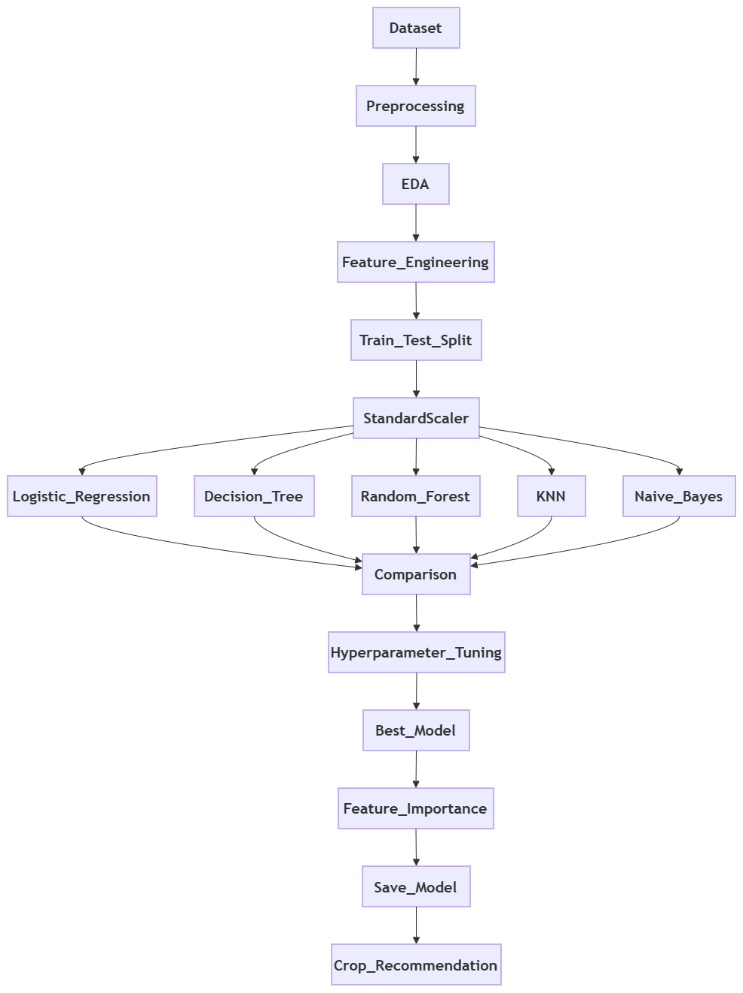 Dataset
Preprocessing
EDA
Feature_Engineering
Train_Test_Split
StandardScaler
Logistic_Regression
Decision_Tree
Random_Forest
KNN
Naive_Bayes
Comparison
Hyperparameter_Tuning
Best_Model
Feature_Importance
Save_Model
Crop_Recommendation